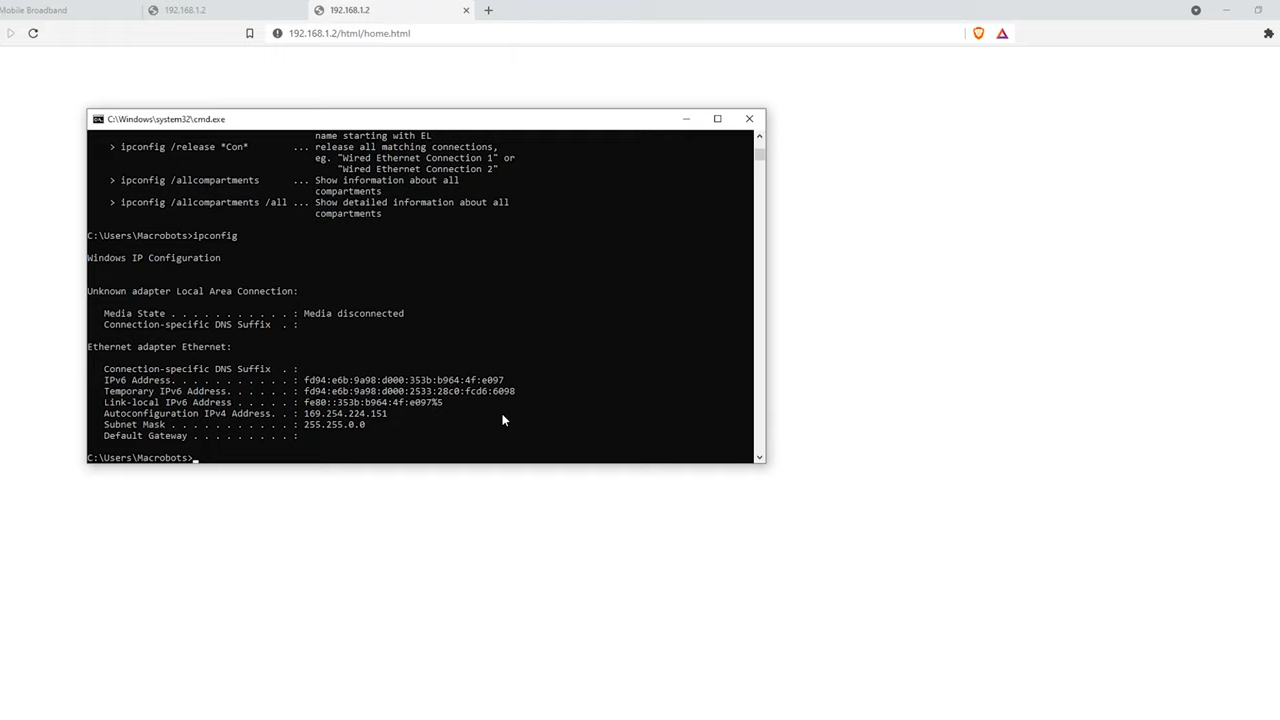 Mobile Broadband
192.168.1.2
192.168.1.2
192.168.1.2/html/home.html
C:\Windows\system32\cmd.exe
name starting with EL
> ipconfig /release *Con* ... release all matching connections,
eg. "Wired Ethernet Connection 1" or
"Wired Ethernet Connection 2"
> ipconfig /allcompartments ... Show information about all
compartments
> ipconfig /allcompartments /all ... Show detailed information about all
compartments
C:\Users\Macrobots>ipconfig
Windows IP Configuration
Unknown adapter Local Area Connection:
Media State . . . . . . . . . . . : Media disconnected
Connection-specific DNS Suffix . :
Ethernet adapter Ethernet:
Connection-specific DNS Suffix . :
IPv6 Address. . . . . . . . . . . : fd94:e6b:9a98:d000:353b:b964:4f:e097
Temporary IPv6 Address. . . . . . : fd94:e6b:9a98:d000:2533:28c0:fcd6:6098
Link-local IPv6 Address . . . . . : fe80::353b:b964:4f:e097%5
Autoconfiguration IPv4 Address. . : 169.254.224.151
Subnet Mask . . . . . . . . . . . : 255.255.0.0
Default Gateway . . . . . . . . . :
C:\Users\Macrobots>_